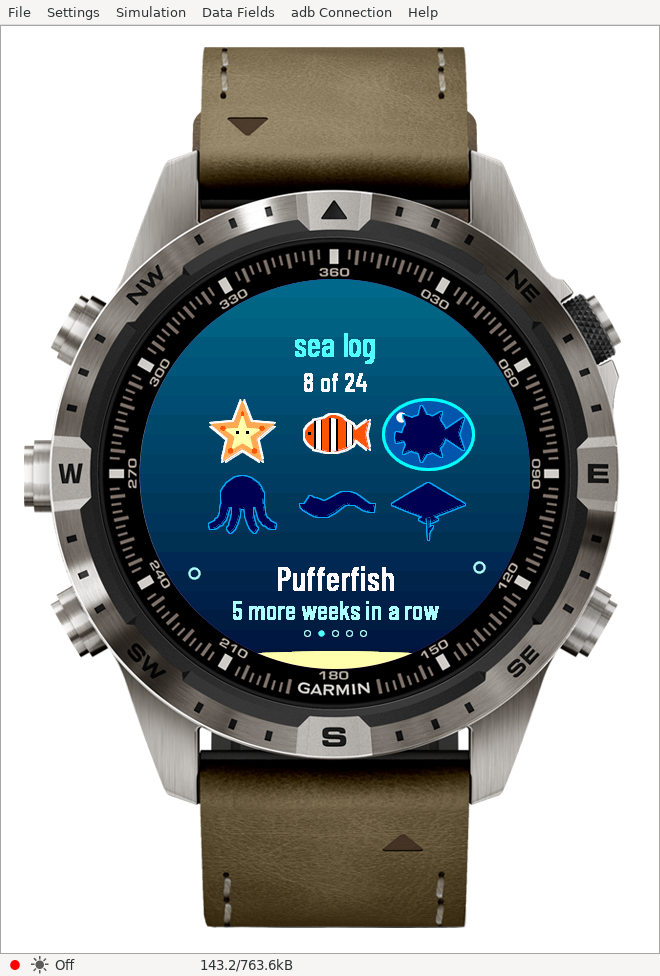 File Settings Simulation Data Fields adb Connection Help
360
330 030
NW NE
300 060
sea log
8 of 24
W 270 090 E
Pufferfish
5 more weeks in a row
240 120
210 150
SW SE
180
GARMIN
S
Off 143.2/763.6kB